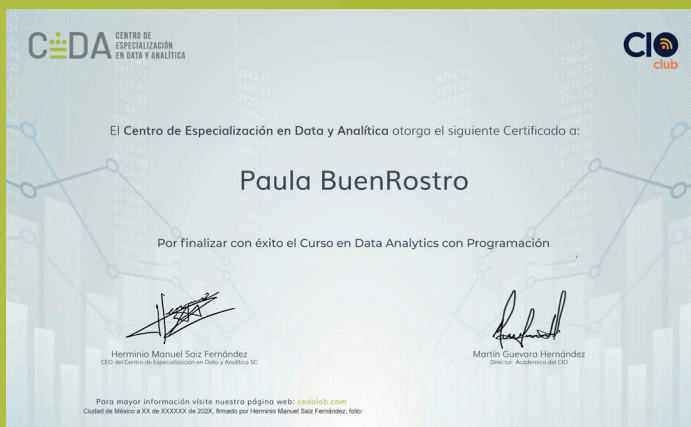 CEDA
CENTRO DE
ESPECIALIZACIÓN
EN DATA Y ANALÍTICA
CIO
club
El Centro de Especialización en Data y Analítica otorga el siguiente Certificado a:
Paula BuenRostro
Por finalizar con éxito el Curso en Data Analytics con Programación
Herminio Manuel Saiz Fernández
CEO del Centro de Especialización en Data y Analítica SC
Martín Guevara Hernández
Director Académica del CIO
Para mayor información vísite nuestra página web: cedalab.com
Ciudad de México a XX de XXXXXX de 202X, firmado por Herminio Manuel Saiz Fernández, folio: